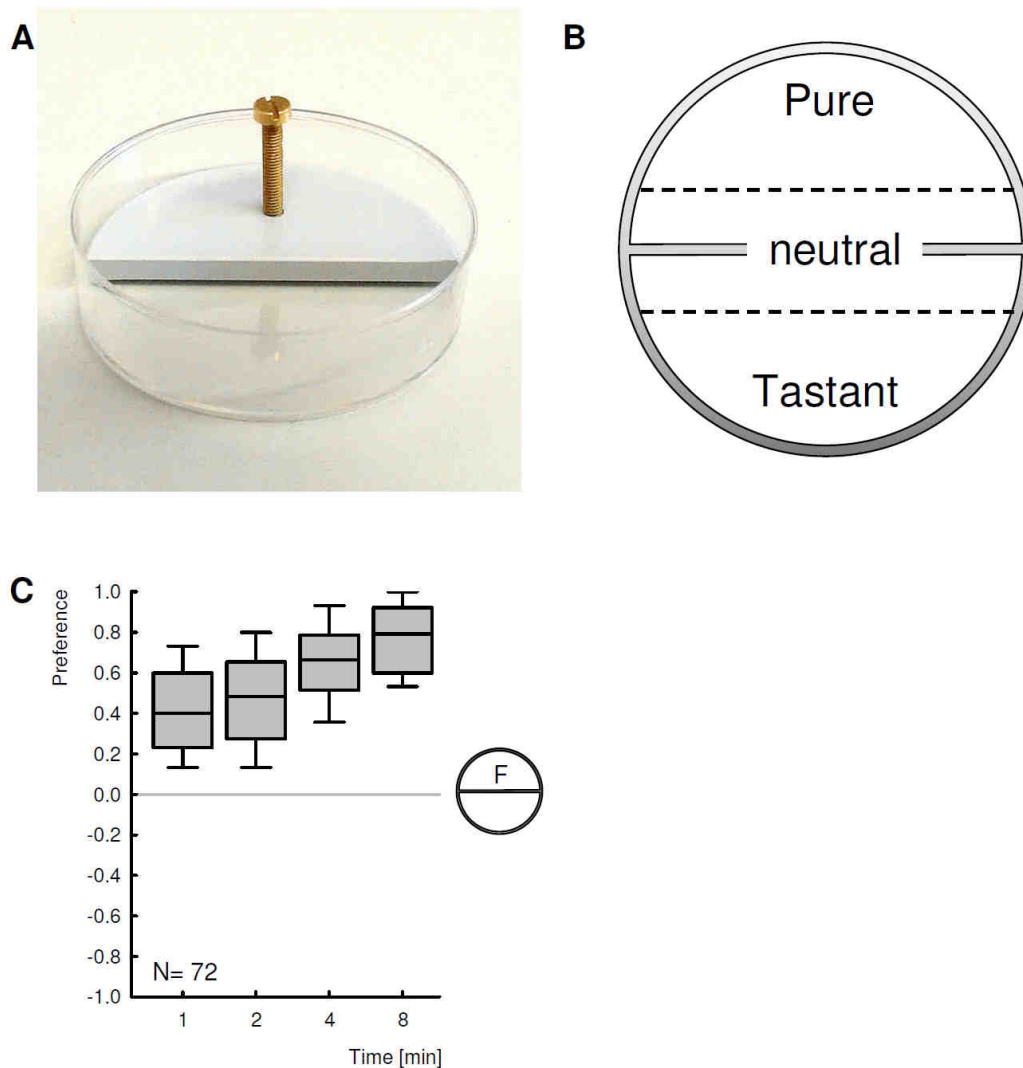 A
B
Pure
neutral
Tastant
C
Preference
1.0
0.8
0.6
0.4
0.2
0.0
-0.2
-0.4
-0.6
-0.8
-1.0
F
N= 72
1 2 4 8
Time [min]